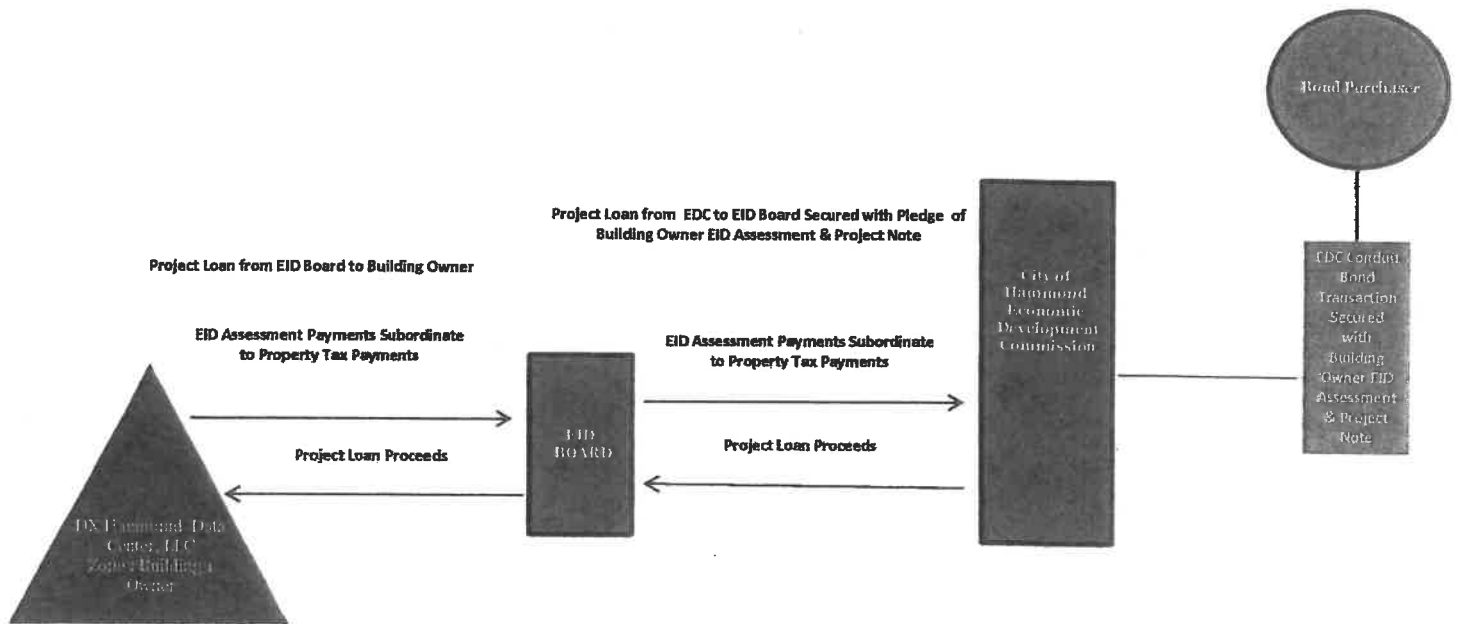 Bond Purchaser
Project Loan from EDC to EID Board Secured with Pledge of
Building Owner EID Assessment & Project Note
Project Loan from EID Board to Building Owner
EID Assessment Payments Subordinate
to Property Tax Payments
EID Assessment Payments Subordinate
to Property Tax Payments
Project Loan Proceeds
Project Loan Proceeds
City of
Hammond
Economic
Development
Commission
EDC Conduit
Bond
Transaction
Secured
with
Building
Owner EID
Assessment
& Project
Note
EID
BOARD
DX Hammond Data
Center, LLC
Building
Owner